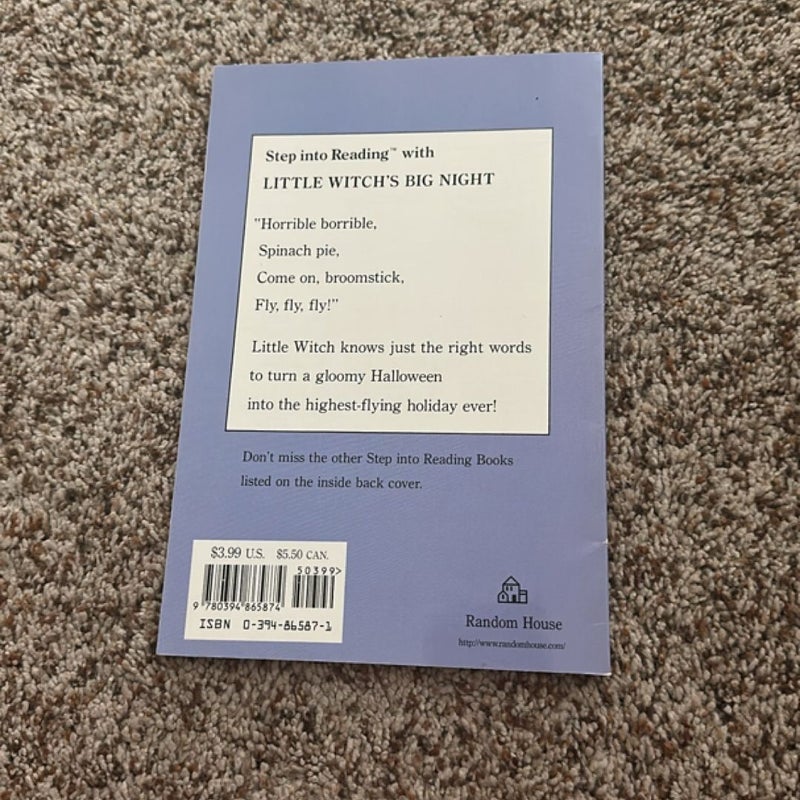 Step into Reading™ with
LITTLE WITCH'S BIG NIGHT
"Horrible borrible,
Spinach pie,
Come on, broomstick,
Fly, fly, fly!"
Little Witch knows just the right words
to turn a gloomy Halloween
into the highest-flying holiday ever!
Don't miss the other Step into Reading Books
listed on the inside back cover.
$3.99 U.S. $5.50 CAN.
50399>
9 780394 865874
ISBN 0-394-86587-1
Random House
http://www.randomhouse.com/